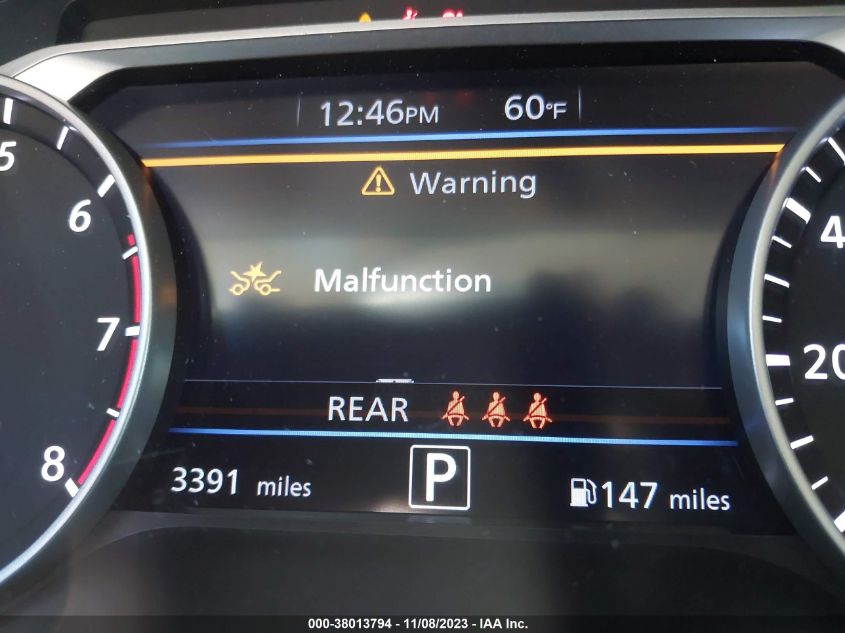 12:46PM 60°F
Warning
5
6
Malfunction
4
7
20
REAR
8
3391 miles P 147 miles
000-38013794 - 11/08/2023 - IAA Inc.